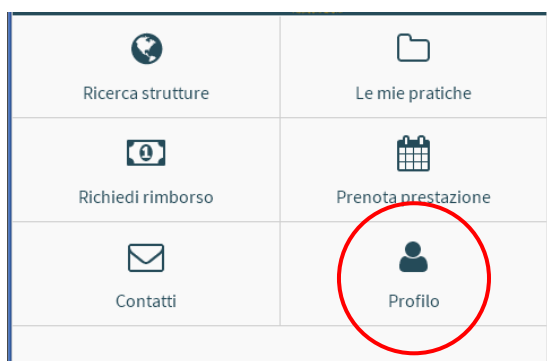 Ricerca strutture
Le mie pratiche
Richiedi rimborso
Prenota prestazione
Contatti
Profilo